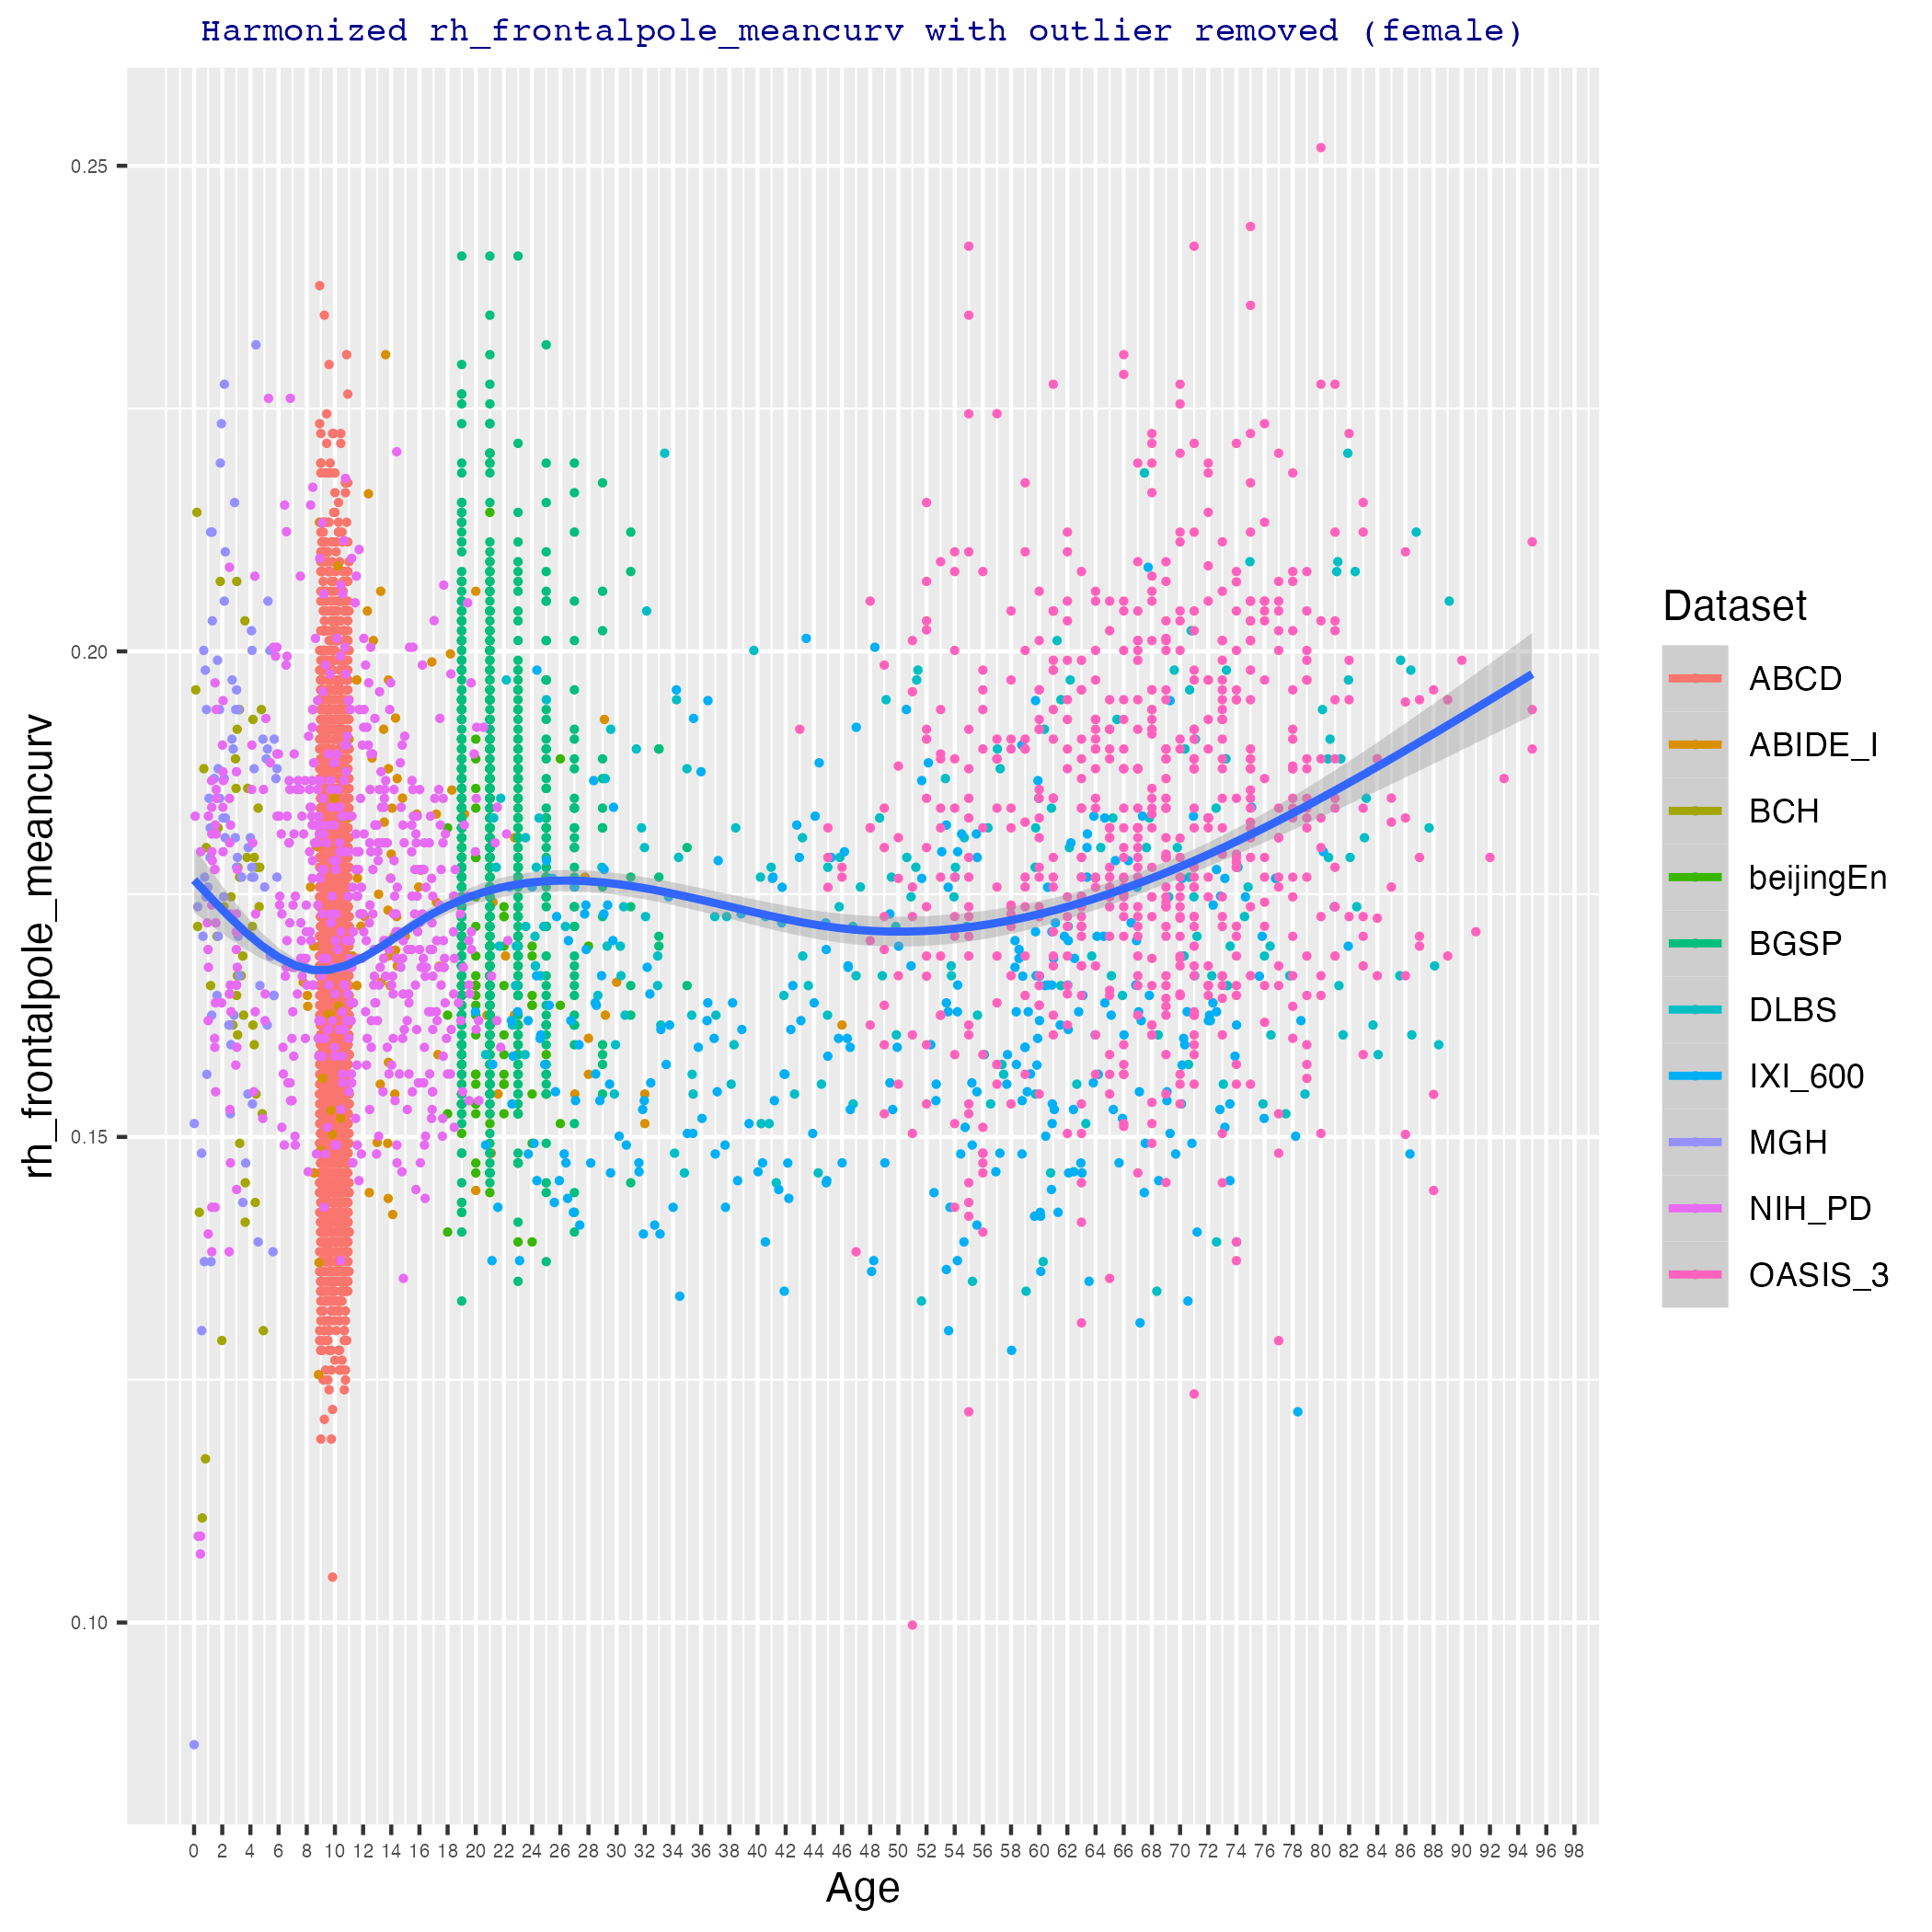 Harmonized rh_frontalpole_meancurv with outlier removed (female)
rh_frontalpole_meancurv
0.25
0.20
0.15
0.10
0 2 4 6 8 10 12 14 16 18 20 22 24 26 28 30 32 34 36 38 40 42 44 46 48 50 52 54 56 58 60 62 64 66 68 70 72 74 76 78 80 82 84 86 88 90 92 94 96 98
Age
Dataset
ABCD
ABIDE_I
BCH
beijingEn
BGSP
DLBS
IXI_600
MGH
NIH_PD
OASIS_3